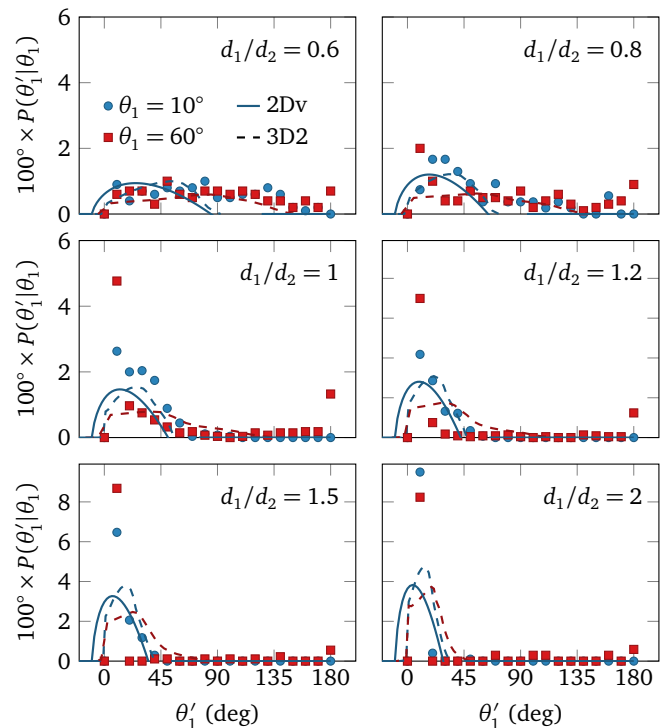 6
4
2
0
100° × P(θ′₁|θ₁)
d₁/d₂ = 0.6
θ₁ = 10°
θ₁ = 60°
2Dv
3D2
d₁/d₂ = 0.8
6
4
2
0
100° × P(θ′₁|θ₁)
d₁/d₂ = 1
d₁/d₂ = 1.2
8
6
4
2
0
100° × P(θ′₁|θ₁)
d₁/d₂ = 1.5
d₁/d₂ = 2
0 45 90 135 180
0 45 90 135 180
θ′₁ (deg)
θ′₁ (deg)